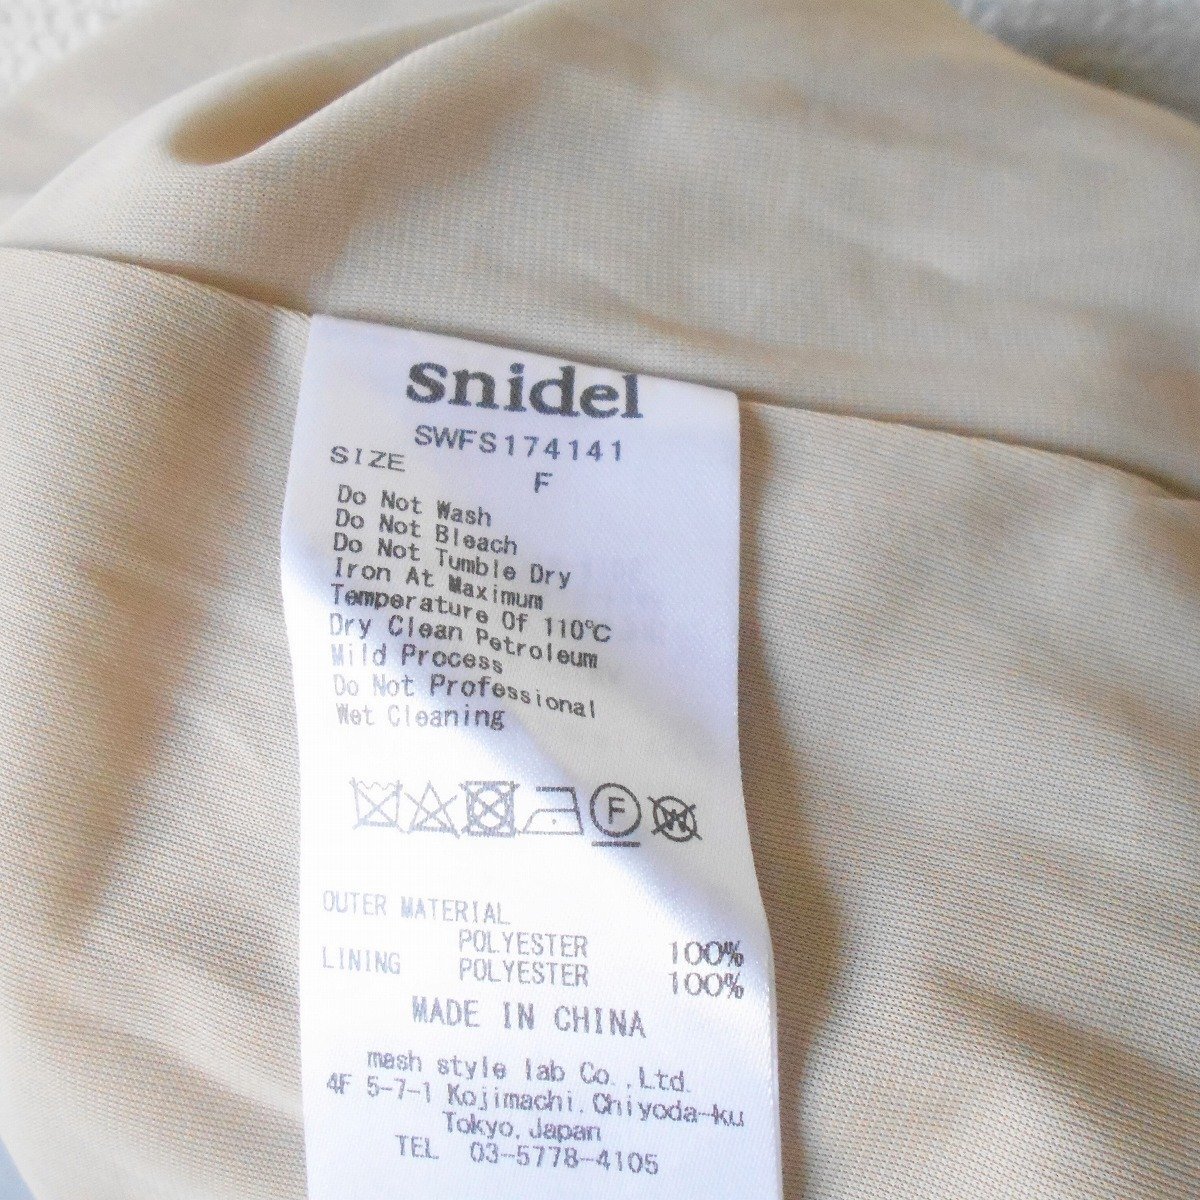 snidel
SWFS174141
SIZE
F
Do Not Wash
Do Not Bleach
Do Not Tumble Dry
Iron At Maximum
Temperature Of 110℃
Dry Clean Petroleum
Mild Process
Do Not Professional
Wet Cleaning
F W
OUTER MATERIAL
POLYESTER 100%
LINING POLYESTER 100%
MADE IN CHINA
mash style lab Co.,Ltd.
4F 5-7-1 Kojimachi,Chiyoda-ku
Tokyo,Japan
TEL 03-5778-4105